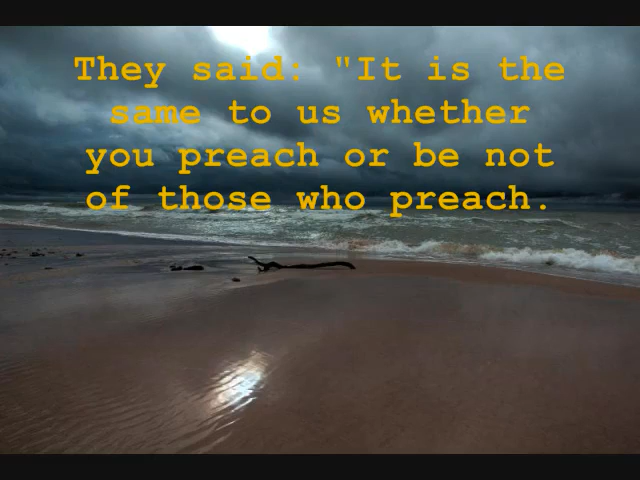 They said: "It is the
same to us whether
you preach or be not
of those who preach.